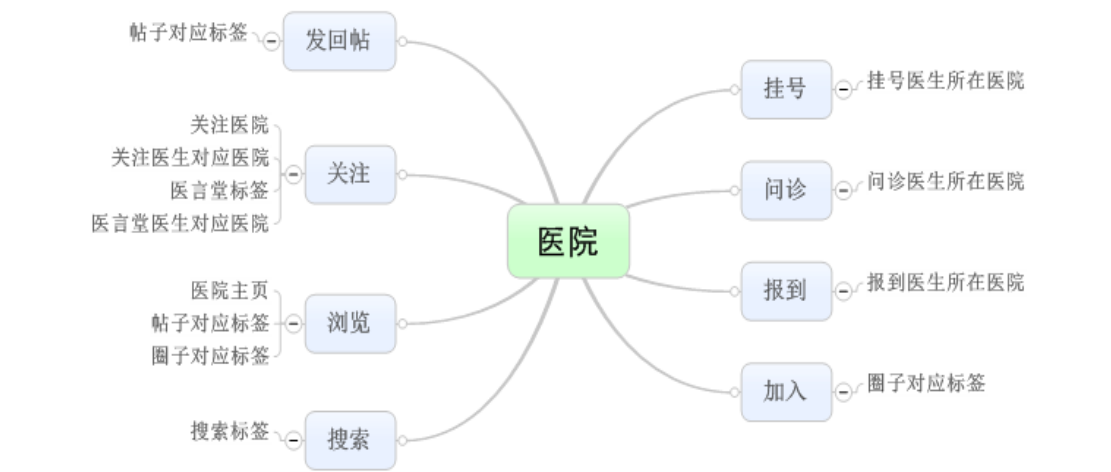 医院
发回帖
帖子对应标签
关注
关注医院
关注医生对应医院
医言堂标签
医言堂医生对应医院
浏览
医院主页
帖子对应标签
圈子对应标签
搜索
搜索标签
挂号
挂号医生所在医院
问诊
问诊医生所在医院
报到
报到医生所在医院
加入
圈子对应标签